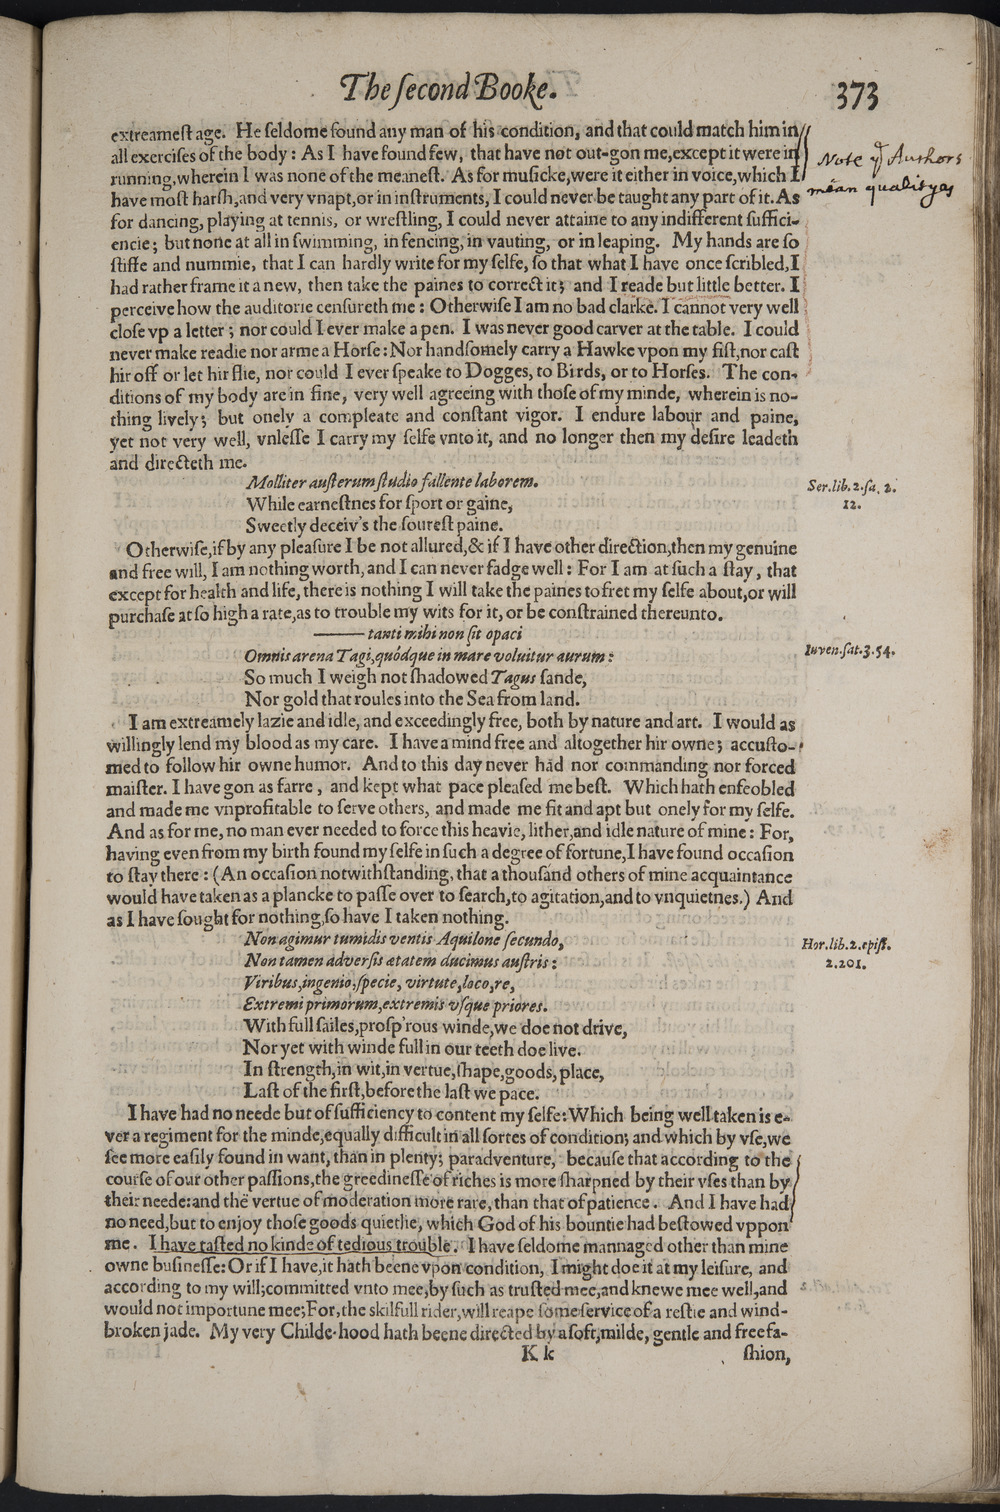 The ſecond Booke. 373
extreameſt age. He ſeldome found any man of his condition, and that could match him in
all exerciſes of the body : As I have found few, that have not out-gon me,except it were in
running,wherein I was none of the meaneſt. As for muſicke,were it either in voice,which I
have moſt harſh,and very vnapt,or in inſtruments, I could never be taught any part of it. As
for dancing, playing at tennis, or wreſtling, I could never attaine to any indifferent ſuffici-
encie; but none at all in ſwimming, in fencing, in vauting, or in leaping. My hands are ſo
ſtiffe and nummie, that I can hardly write for my ſelfe, ſo that what I have once ſcribled,I
had rather frame it a new, then take the paines to correct it; and I reade but little better. I
perceive how the auditorie cenſureth me : Otherwiſe I am no bad clarke. I cannot very well
cloſe vp a letter ; nor could I ever make a pen. I was never good carver at the table. I could
never make readie nor arme a Horſe : Nor handſomely carry a Hawke vpon my fiſt,nor caſt
hir off or let hir flie, nor could I ever ſpeake to Dogges, to Birds, or to Horſes. The con-
ditions of my body are in fine, very well agreeing with thoſe of my minde, wherein is no-
thing lively; but onely a compleate and conſtant vigor. I endure labour and paine,
yet not very well, vnleſſe I carry my ſelfe vnto it, and no longer then my deſire leadeth
and directeth me.
Note yͤ Authors
mean qualityes
Molliter auſterum ſtudio fallente laborem.
While earneſtnes for ſport or gaine,
Sweetly deceiv's the ſoureſt paine.
Ser.lib.2.ſa. 2.
12.
Otherwiſe,if by any pleaſure I be not allured,& if I have other direction,then my genuine
and free will, I am nothing worth, and I can never fadge well : For I am at ſuch a ſtay, that
except for health and life, there is nothing I will take the paines to fret my ſelfe about,or will
purchaſe at ſo high a rate,as to trouble my wits for it, or be conſtrained thereunto.
——— tanti mihi non ſit opaci
Omnis arena Tagi,quódque in mare voluitur aurum :
So much I weigh not ſhadowed Tagus ſande,
Nor gold that roules into the Sea from land.
Iuven.ſat.3.54.
I am extreamely lazie and idle, and exceedingly free, both by nature and art. I would as
willingly lend my blood as my care. I have a mind free and altogether hir owne; accuſto-
med to follow hir owne humor. And to this day never had nor commanding nor forced
maiſter. I have gon as farre , and kept what pace pleaſed me beſt. Which hath enfeobled
and made me vnprofitable to ſerve others, and made me fit and apt but onely for my ſelfe.
And as for me, no man ever needed to force this heavie, lither,and idle nature of mine : For,
having even from my birth found my ſelfe in ſuch a degree of fortune,I have found occaſion
to ſtay there : (An occaſion notwithſtanding, that a thouſand others of mine acquaintance
would have taken as a plancke to paſſe over to ſearch,to agitation,and to vnquietnes.) And
as I have ſought for nothing,ſo have I taken nothing.
Non agimur tumidis ventis Aquilone ſecundo,
Non tamen adverſis ætatem ducimus auſtris :
Viribus,ingenio,ſpecie, virtute,loco,re,
Extremi primorum,extremis vſque priores.
With full ſailes,proſp'rous winde,we doe not drive,
Nor yet with winde full in our teeth doe live.
In ſtrength,in wit,in vertue,ſhape,goods, place,
Laſt of the firſt,before the laſt we pace.
Hor.lib.2.epiſt.
2.201.
I have had no neede but of ſufficiency to content my ſelfe: Which being well taken is e-
ver a regiment for the minde,equally difficult in all ſortes of condition; and which by vſe,we
ſee more eaſily found in want, than in plenty; paradventure, becauſe that according to the
courſe of our other paſſions,the greedineſſe of riches is more ſharpned by their vſes than by
their neede:and the vertue of moderation more rare, than that of patience. And I have had
no need,but to enjoy thoſe goods quietlie, which God of his bountie had beſtowed vppon
me. I have taſted no kinde of tedious trouble. I have ſeldome mannaged other than mine
owne buſineſſe: Or if I have,it hath beene vpon condition, I might doe it at my leiſure, and
according to my will;committed vnto mee,by ſuch as truſted mee,and knewe mee well,and
would not importune mee;For, the skilfull rider,will reape ſome ſervice of a reſtie and wind-
broken jade. My very Childe-hood hath beene directed by a ſoft,milde, gentle and free fa-
K k ſhion,